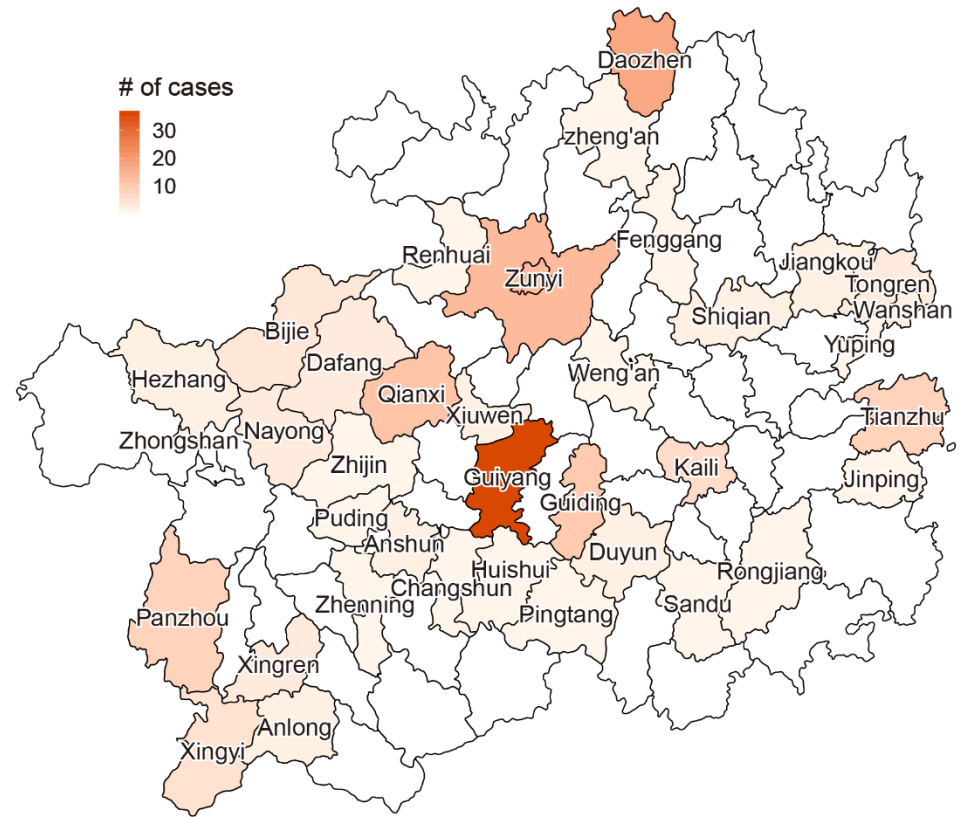 Daozhen
# of cases
30
20
10
zheng'an
Renhuai
Fenggang
Zunyi
Jiangkou
Tongren
Wanshan
Shiqian
Bijie
Yuping
Dafang
Hezhang
Weng'an
Qianxi
Xiuwen
Tianzhu
Nayong
Zhongshan
Zhijin
Kaili
Guiyang
Jinping
Guiding
Puding
Anshun
Duyun
Huishui
Rongjiang
Changshun
Zhenning
Sandu
Pingtang
Panzhou
Xingren
Anlong
Xingyi